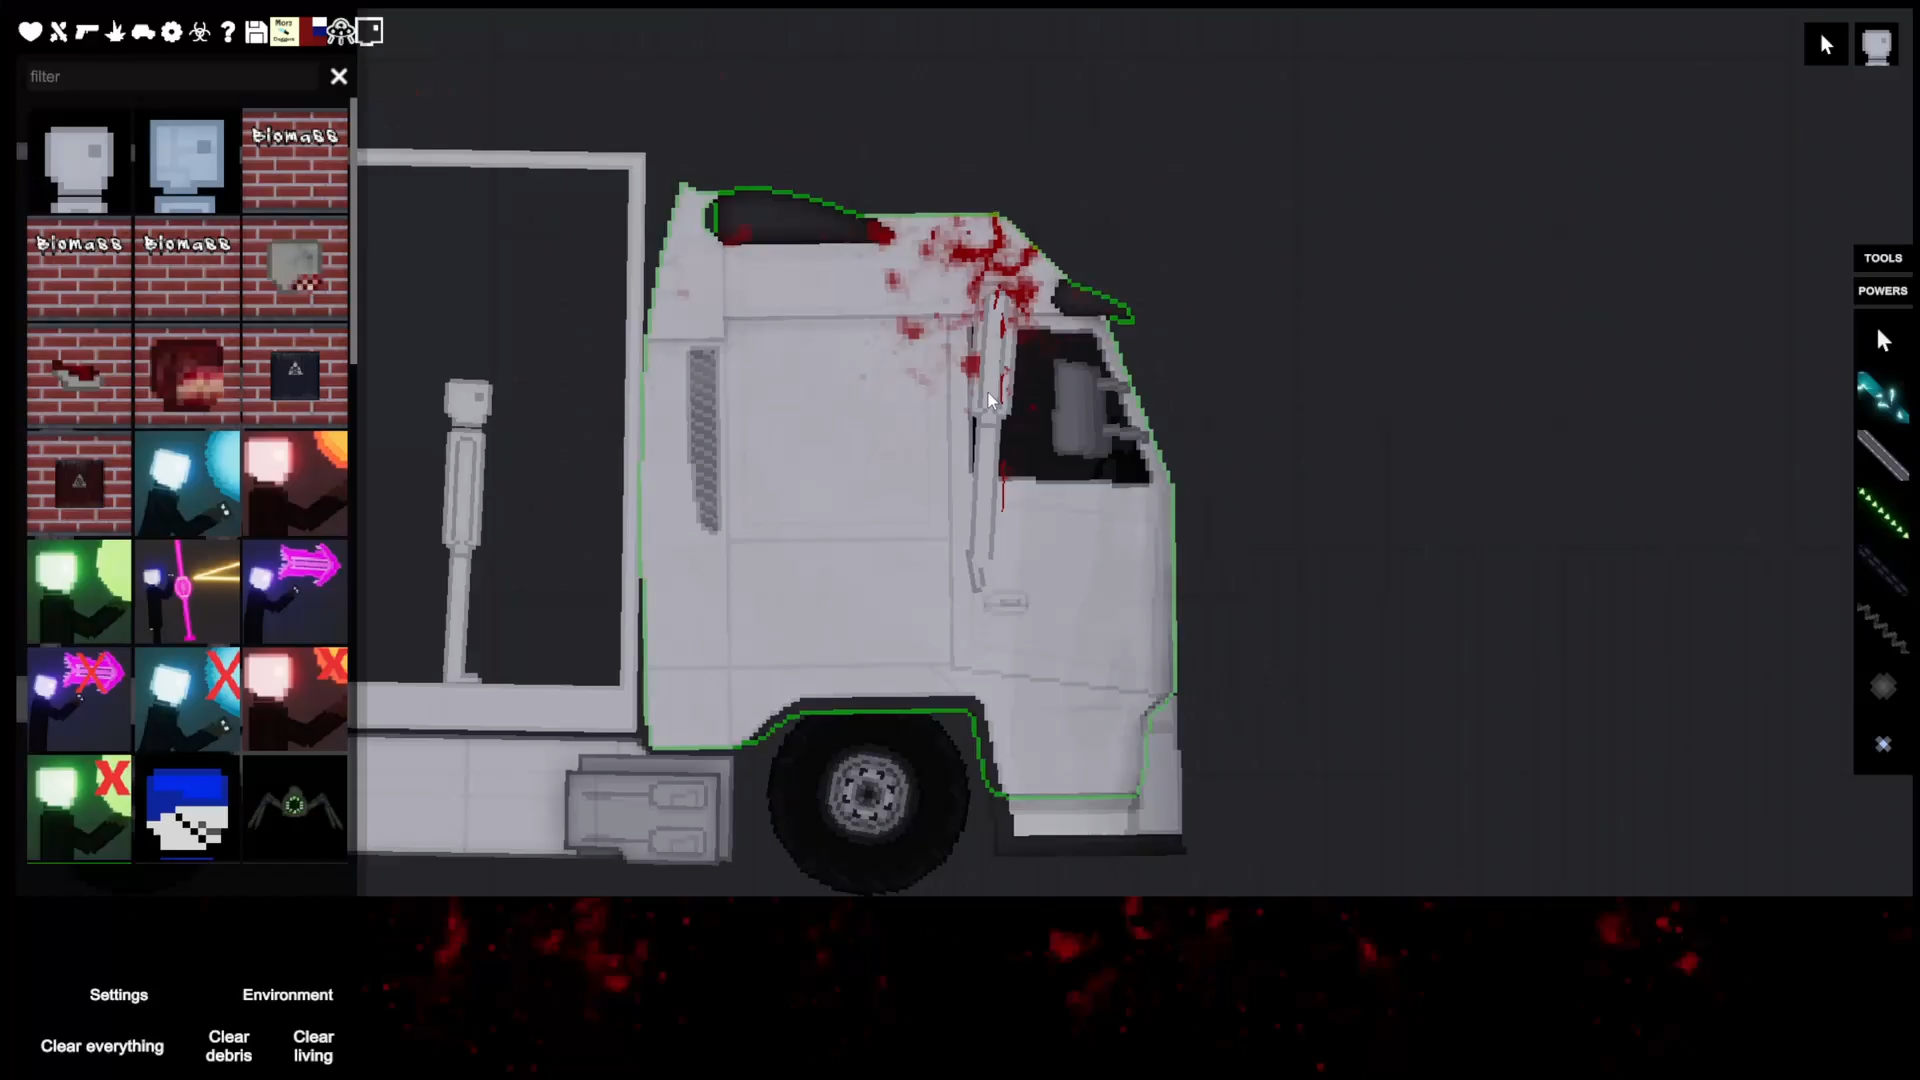 filter
Biomass
Biomass
Biomass
TOOLS
POWERS
Settings
Environment
Clear everything
Clear
debris
Clear
living